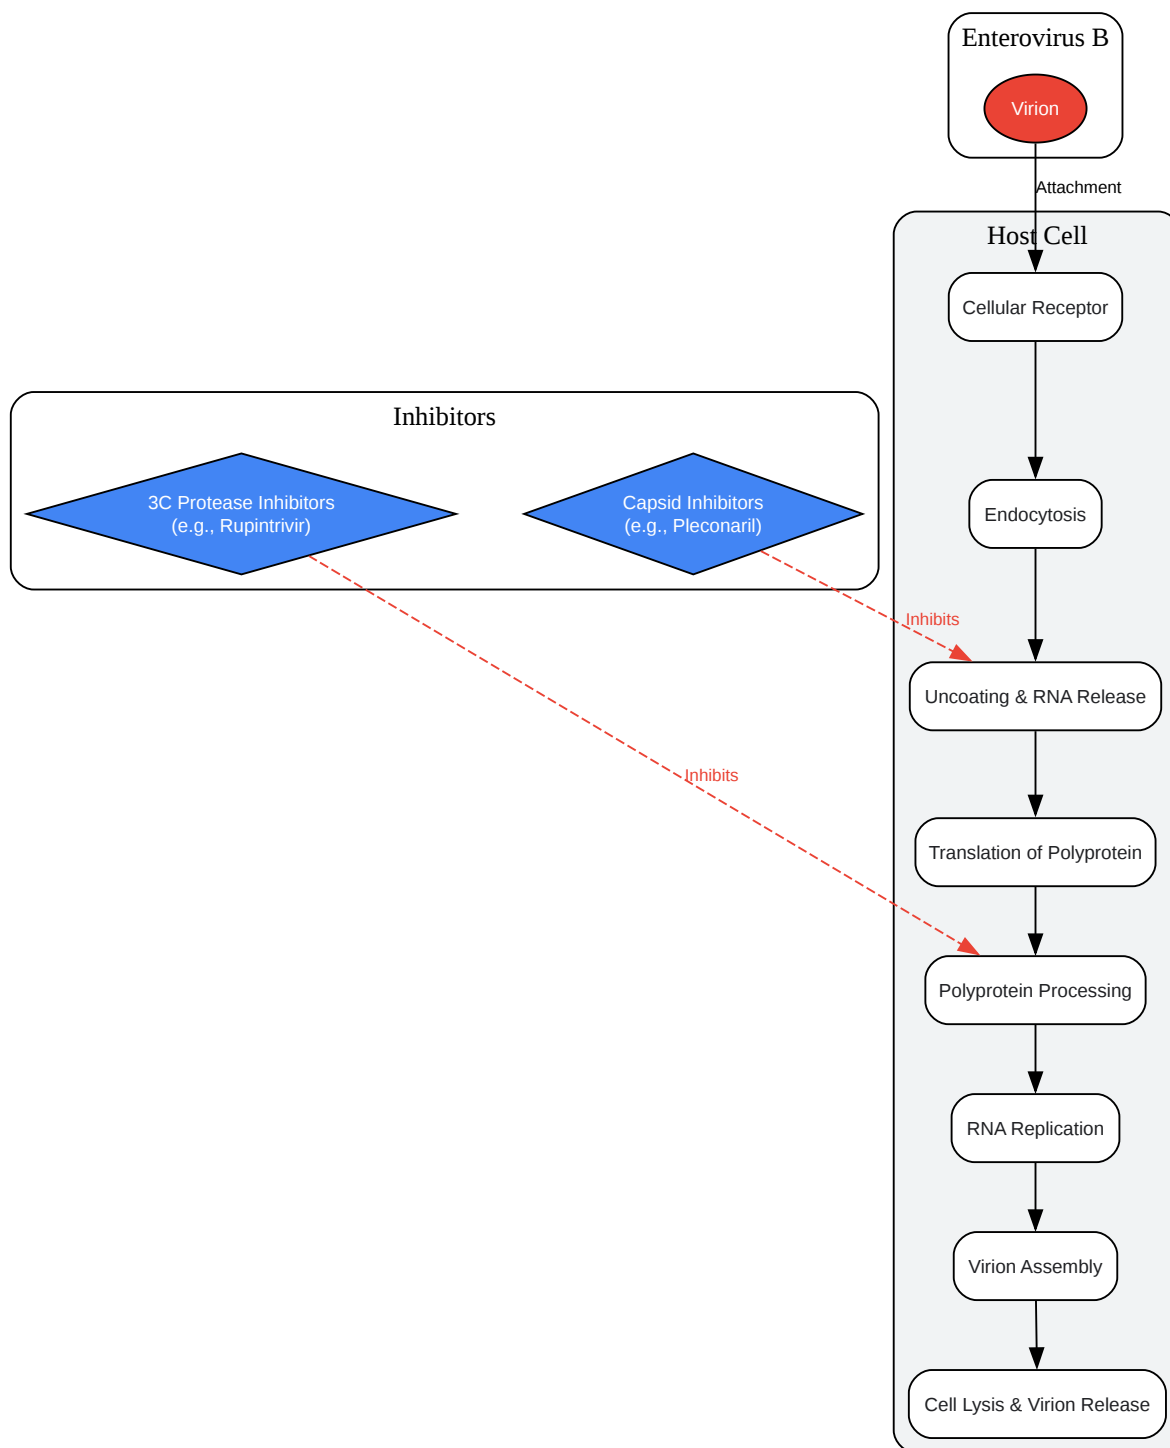 Enterovirus B
Virion
Attachment
Host Cell
Cellular Receptor
Inhibitors
3C Protease Inhibitors
(e.g., Rupintrivir)
Capsid Inhibitors
(e.g., Pleconaril)
Endocytosis
Inhibits
Uncoating & RNA Release
Inhibits
Translation of Polyprotein
Polyprotein Processing
RNA Replication
Virion Assembly
Cell Lysis & Virion Release